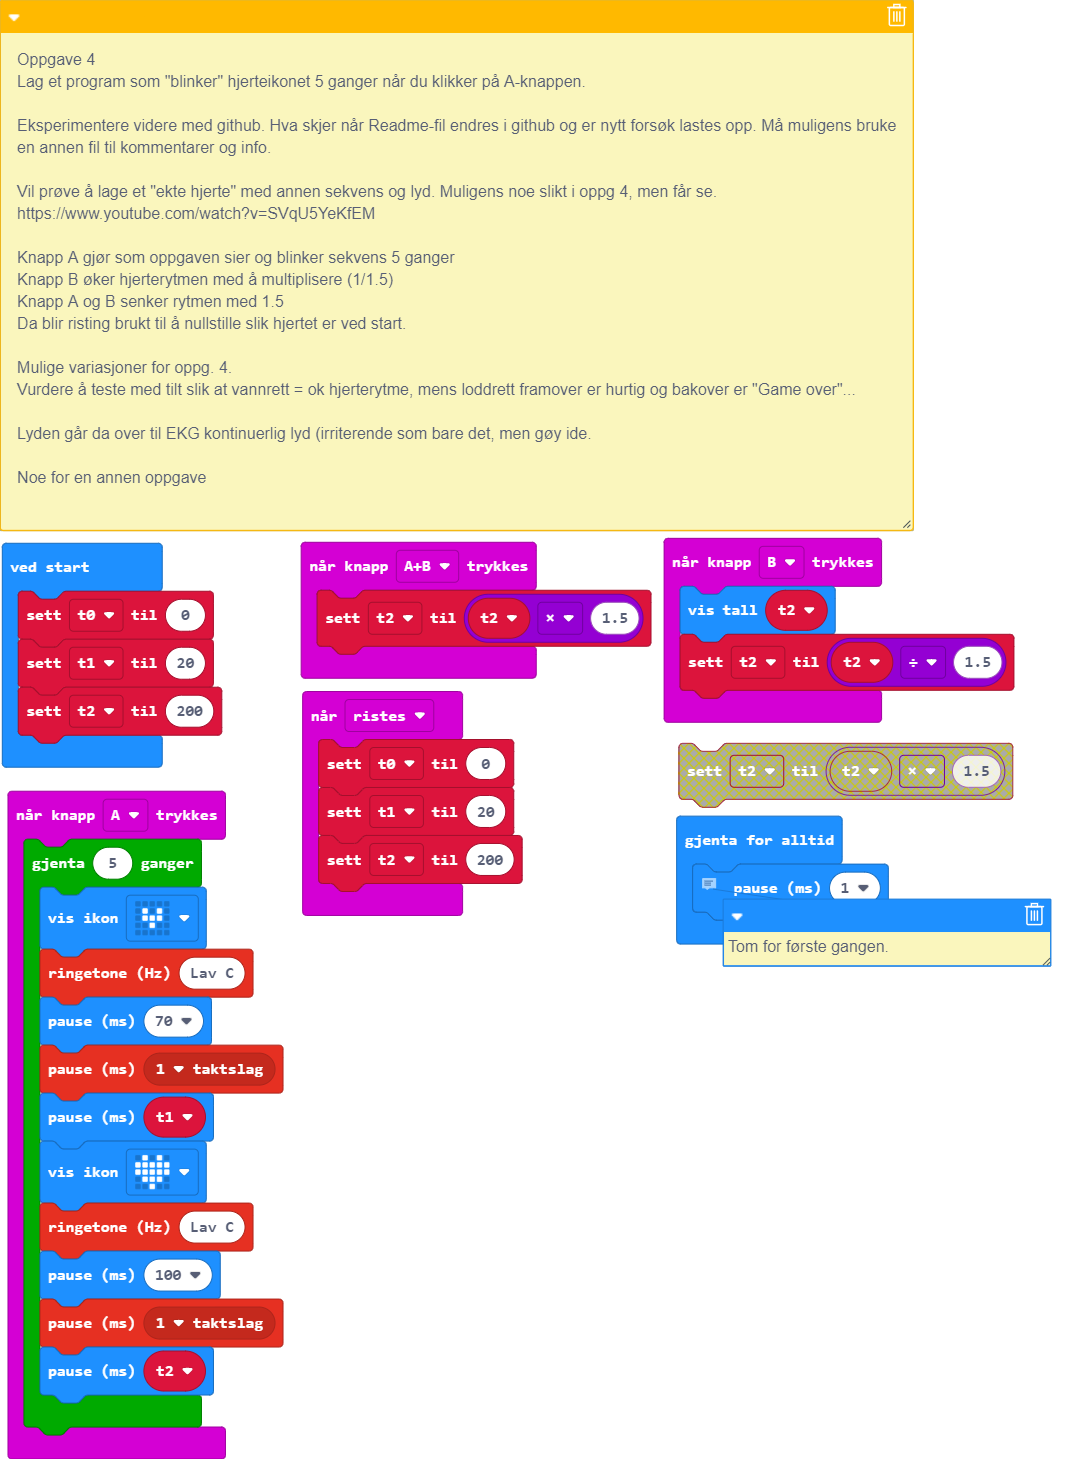 Oppgave 4
Lag et program som "blinker" hjerteikonet 5 ganger når du klikker på A-knappen.
Eksperimentere videre med github. Hva skjer når Readme-fil endres i github og er nytt forsøk lastes opp. Må muligens bruke
en annen fil til kommentarer og info.
Vil prøve å lage et "ekte hjerte" med annen sekvens og lyd. Muligens noe slikt i oppg 4, men får se.
https://www.youtube.com/watch?v=SVqU5YeKfEM
Knapp A gjør som oppgaven sier og blinker sekvens 5 ganger
Knapp B øker hjerterytmen med å multiplisere (1/1.5)
Knapp A og B senker rytmen med 1.5
Da blir risting brukt til å nullstille slik hjertet er ved start.
Mulige variasjoner for oppg. 4.
Vurdere å teste med tilt slik at vannrett = ok hjerterytme, mens loddrett framover er hurtig og bakover er "Game over"...
Lyden går da over til EKG kontinuerlig lyd (irriterende som bare det, men gøy ide.
Noe for en annen oppgave
ved start
sett t0 til 0
sett t1 til 20
sett t2 til 200
når knapp A+B trykkes
sett t2 til t2 × 1.5
når knapp B trykkes
vis tall t2
sett t2 til t2 ÷ 1.5
når ristes
sett t0 til 0
sett t1 til 20
sett t2 til 200
sett t2 til t2 × 1.5
gjenta for alltid
pause (ms) 1
Tom for første gangen.
når knapp A trykkes
gjenta 5 ganger
vis ikon
ringetone (Hz) Lav C
pause (ms) 70
pause (ms) 1 taktslag
pause (ms) t1
vis ikon
ringetone (Hz) Lav C
pause (ms) 100
pause (ms) 1 taktslag
pause (ms) t2